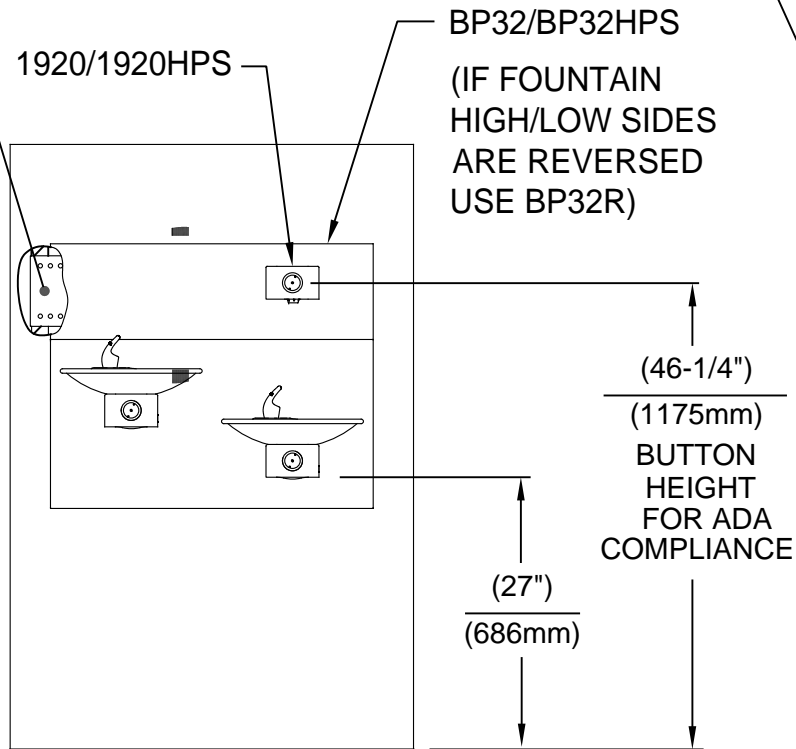 1920/1920HPS
BP32/BP32HPS
(IF FOUNTAIN
HIGH/LOW SIDES
ARE REVERSED
USE BP32R)
(46-1/4")
(1175mm)
BUTTON
HEIGHT
FOR ADA
COMPLIANCE
(27")
(686mm)